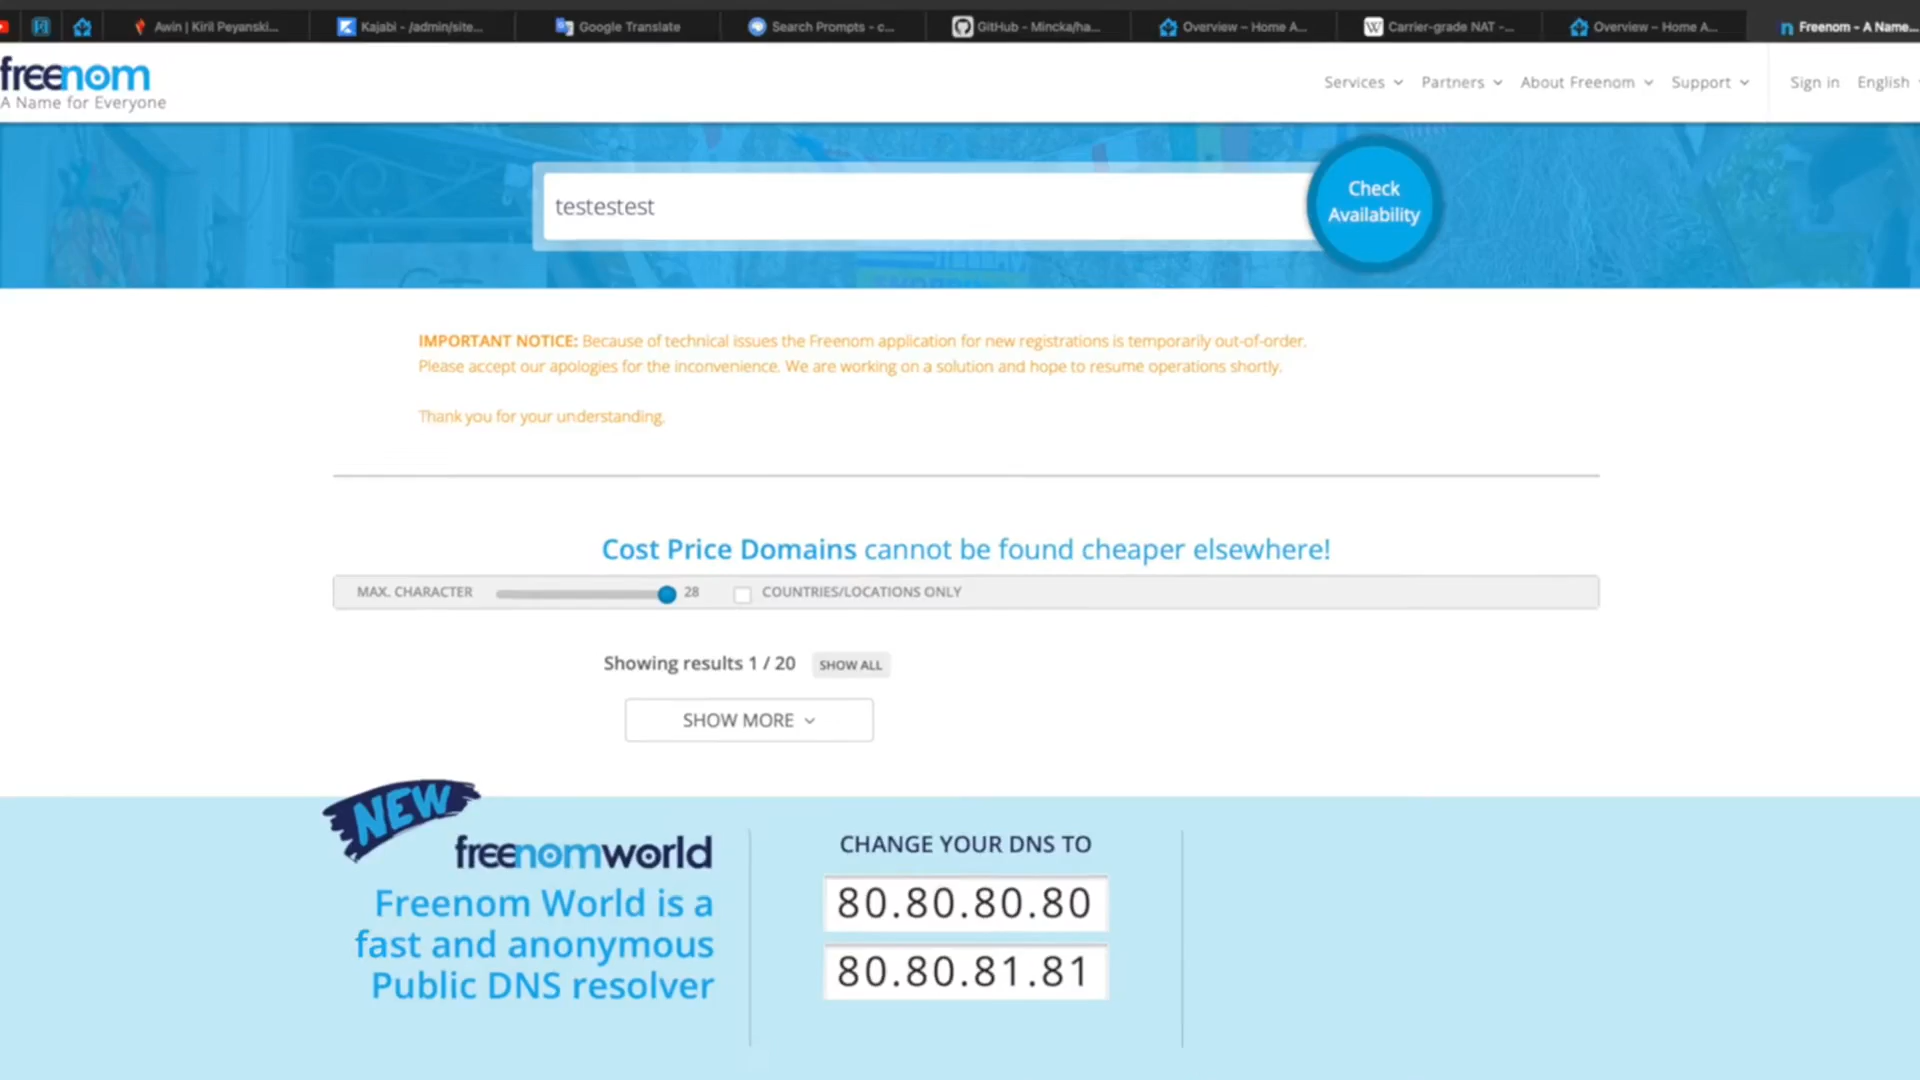 Awin | Kiril Peyanski...
Kajabi - /admin/site...
Google Translate
Search Prompts - c...
GitHub - Mincka/ha...
Overview – Home A...
Carrier-grade NAT -...
Overview – Home A...
Freenom - A Name...
freenom
A Name for Everyone
Services
Partners
About Freenom
Support
Sign in
English
testestest
Check
Availability
IMPORTANT NOTICE: Because of technical issues the Freenom application for new registrations is temporarily out-of-order.
Please accept our apologies for the inconvenience. We are working on a solution and hope to resume operations shortly.
Thank you for your understanding.
Cost Price Domains cannot be found cheaper elsewhere!
MAX. CHARACTER 28 COUNTRIES/LOCATIONS ONLY
Showing results 1 / 20 SHOW ALL
SHOW MORE
NEW
freenomworld
Freenom World is a
fast and anonymous
Public DNS resolver
CHANGE YOUR DNS TO
80.80.80.80
80.80.81.81